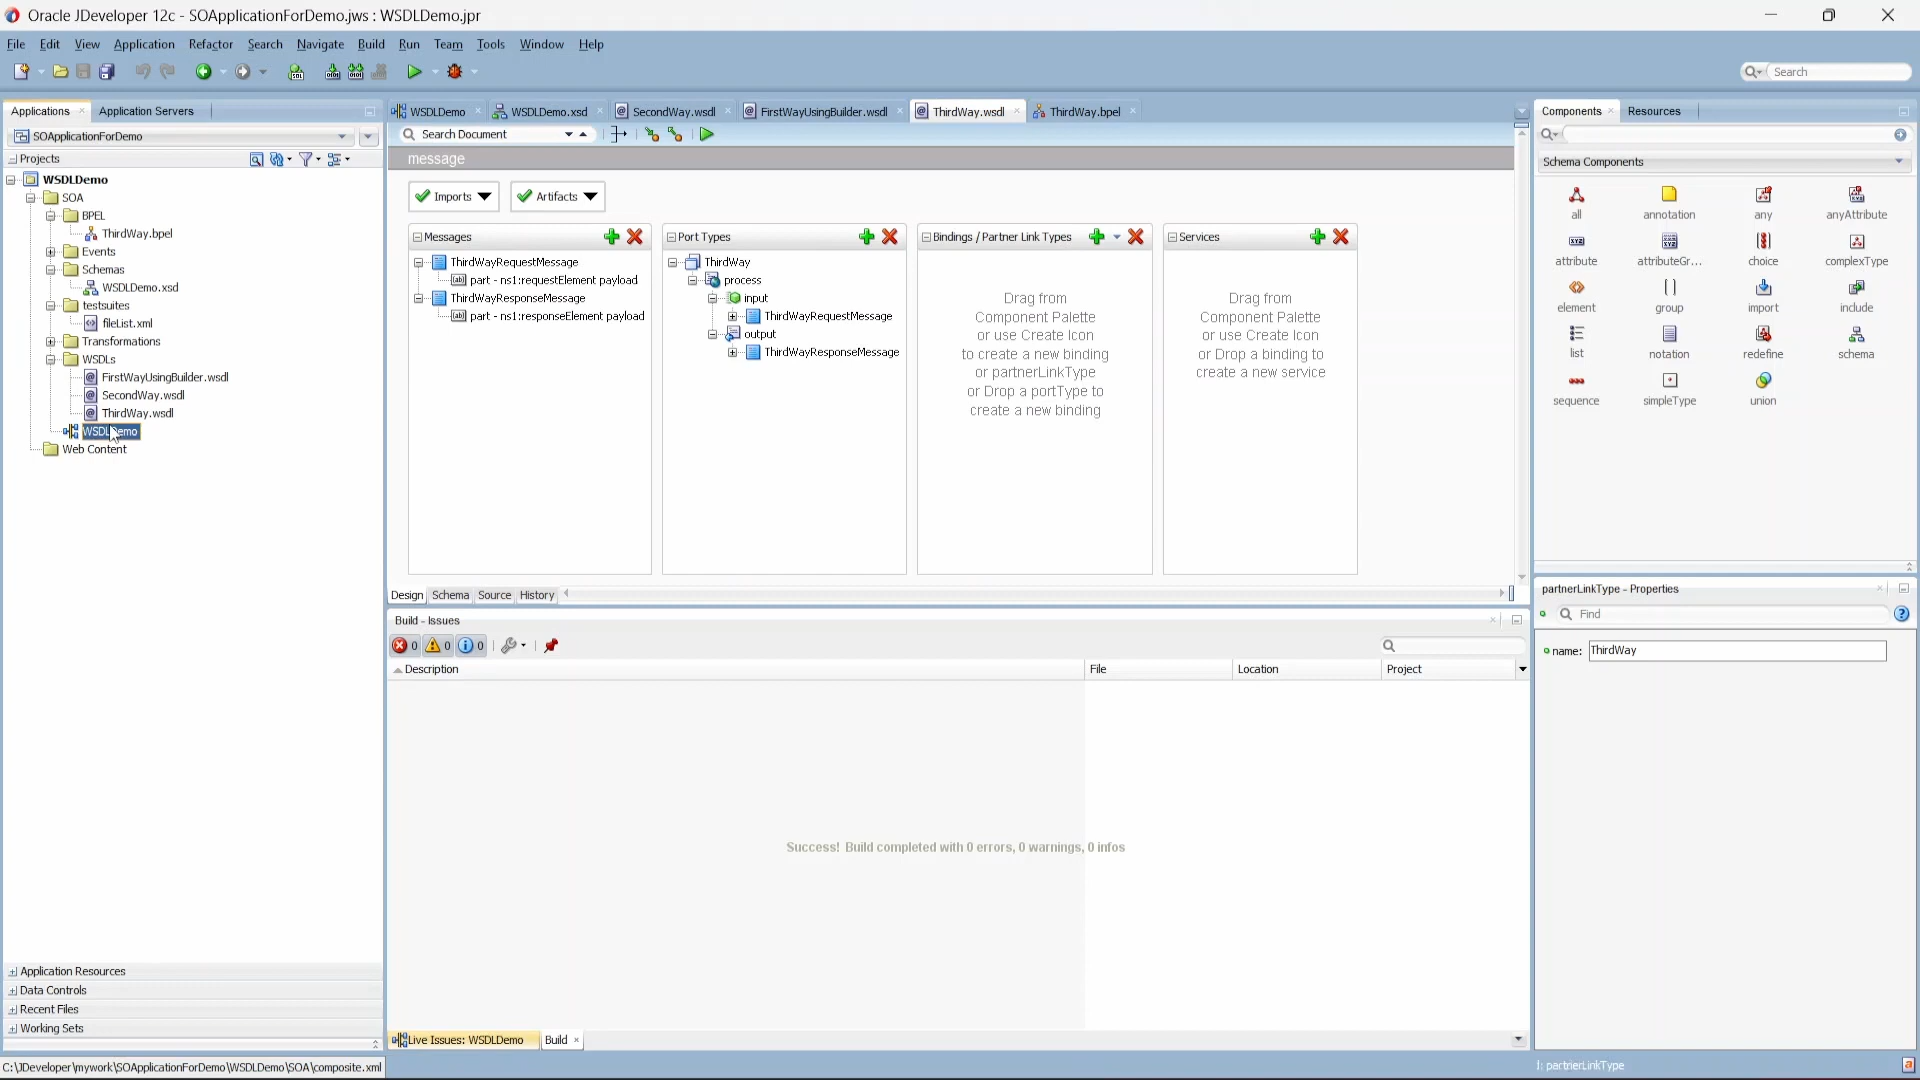 Oracle JDeveloper 12c - SOApplicationForDemo.jws : WSDLDemo.jpr
File Edit View Application Refactor Search Navigate Build Run Team Tools Window Help
Search
Applications Application Servers
SOApplicationForDemo
Projects
WSDLDemo
SOA
BPEL
ThirdWay.bpel
Events
Schemas
WSDLDemo.xsd
testsuites
fileList.xml
Transformations
WSDLs
FirstWayUsingBuilder.wsdl
SecondWay.wsdl
ThirdWay.wsdl
WSDLDemo
Web Content
Application Resources
Data Controls
Recent Files
Working Sets
C:\JDeveloper\mywork\SOApplicationForDemo\WSDLDemo\SOA\composite.xml
WSDLDemo WSDLDemo.xsd SecondWay.wsdl FirstWayUsingBuilder.wsdl ThirdWay.wsdl ThirdWay.bpel
Search Document
message
Imports Artifacts
Messages
ThirdWayRequestMessage
part - ns1:requestElement payload
ThirdWayResponseMessage
part - ns1:responseElement payload
Port Types
ThirdWay
process
input
ThirdWayRequestMessage
output
ThirdWayResponseMessage
Bindings / Partner Link Types
Drag from
Component Palette
or use Create Icon
to create a new binding
or partnerLinkType
or Drop a portType to
create a new binding
Services
Drag from
Component Palette
or use Create Icon
or Drop a binding to
create a new service
Design Schema Source History
Build - Issues
0 0 0
Description File Location Project
Success! Build completed with 0 errors, 0 warnings, 0 infos
Live Issues: WSDLDemo Build
Components Resources
Schema Components
all annotation any anyAttribute
attribute attributeGr... choice complexType
element group import include
list notation redefine schema
sequence simpleType union
partnerLinkType - Properties
Find
name: ThirdWay
partnerLinkType